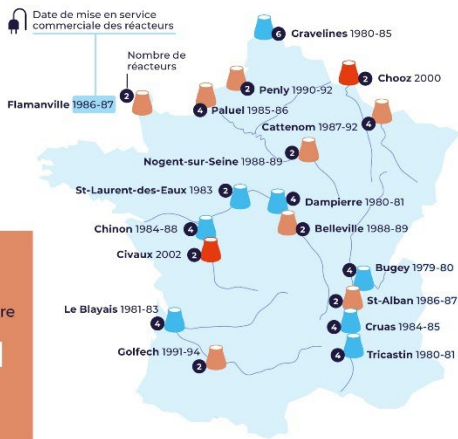 Date de mise en service
commerciale des réacteurs
Nombre de
réacteurs
6 Gravelines 1980-85
2 Chooz 2000
2 Penly 1990-92
Flamanville 1986-87 2
4 Paluel 1985-86
Cattenom 1987-92 4
Nogent-sur-Seine 1988-89 2
St-Laurent-des-Eaux 1983 2
4 Dampierre 1980-81
Chinon 1984-88 4
2 Belleville 1988-89
Civaux 2002 2
4 Bugey 1979-80
2 St-Alban 1986-87
Le Blayais 1981-83 4
4 Cruas 1984-85
4 Tricastin 1980-81
Golfech 1991-94 2
re